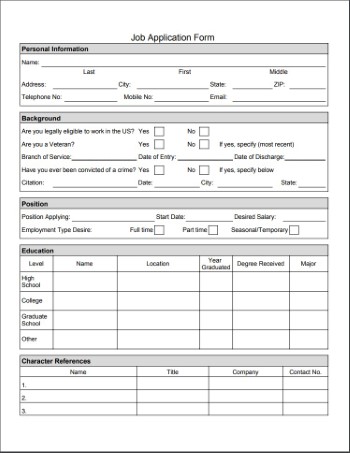 Job Application Form
Personal Information
Name:
Last First Middle
Address: City: State: ZIP:
Telephone No: Mobile No: Email:
Background
Are you legally eligible to work in the US? Yes No
Are you a Veteran? Yes No If yes, specify (most recent)
Branch of Service: Date of Entry: Date of Discharge:
Have you ever been convicted of a crime? Yes No If yes, specify below
Citation: Date: City: State:
Position
Position Applying: Start Date: Desired Salary:
Employment Type Desire: Full time Part time Seasonal/Temporary
Education
Level Name Location Year Graduated Degree Received Major
High School
College
Graduate School
Other
Character References
Name Title Company Contact No.
1.
2.
3.